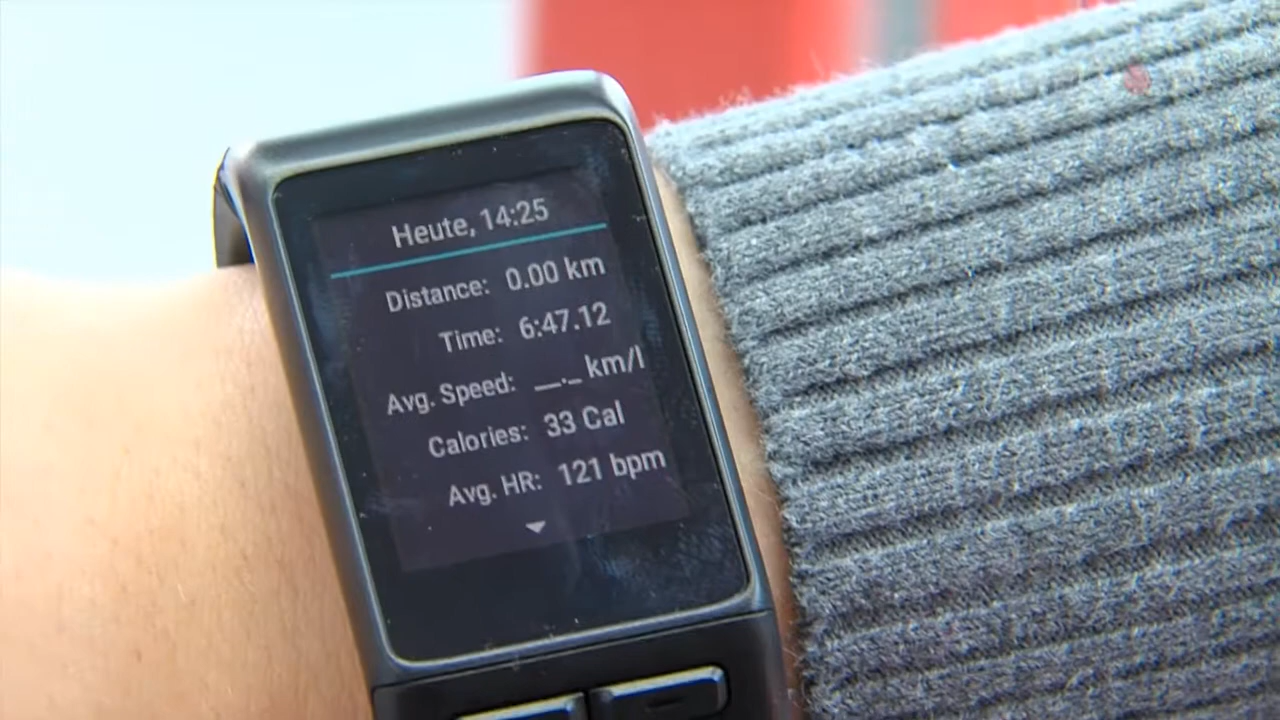 Heute, 14:25
Distance: 0.00 km
Time: 6:47.12
Avg. Speed: __._ km/l
Calories: 33 Cal
Avg. HR: 121 bpm